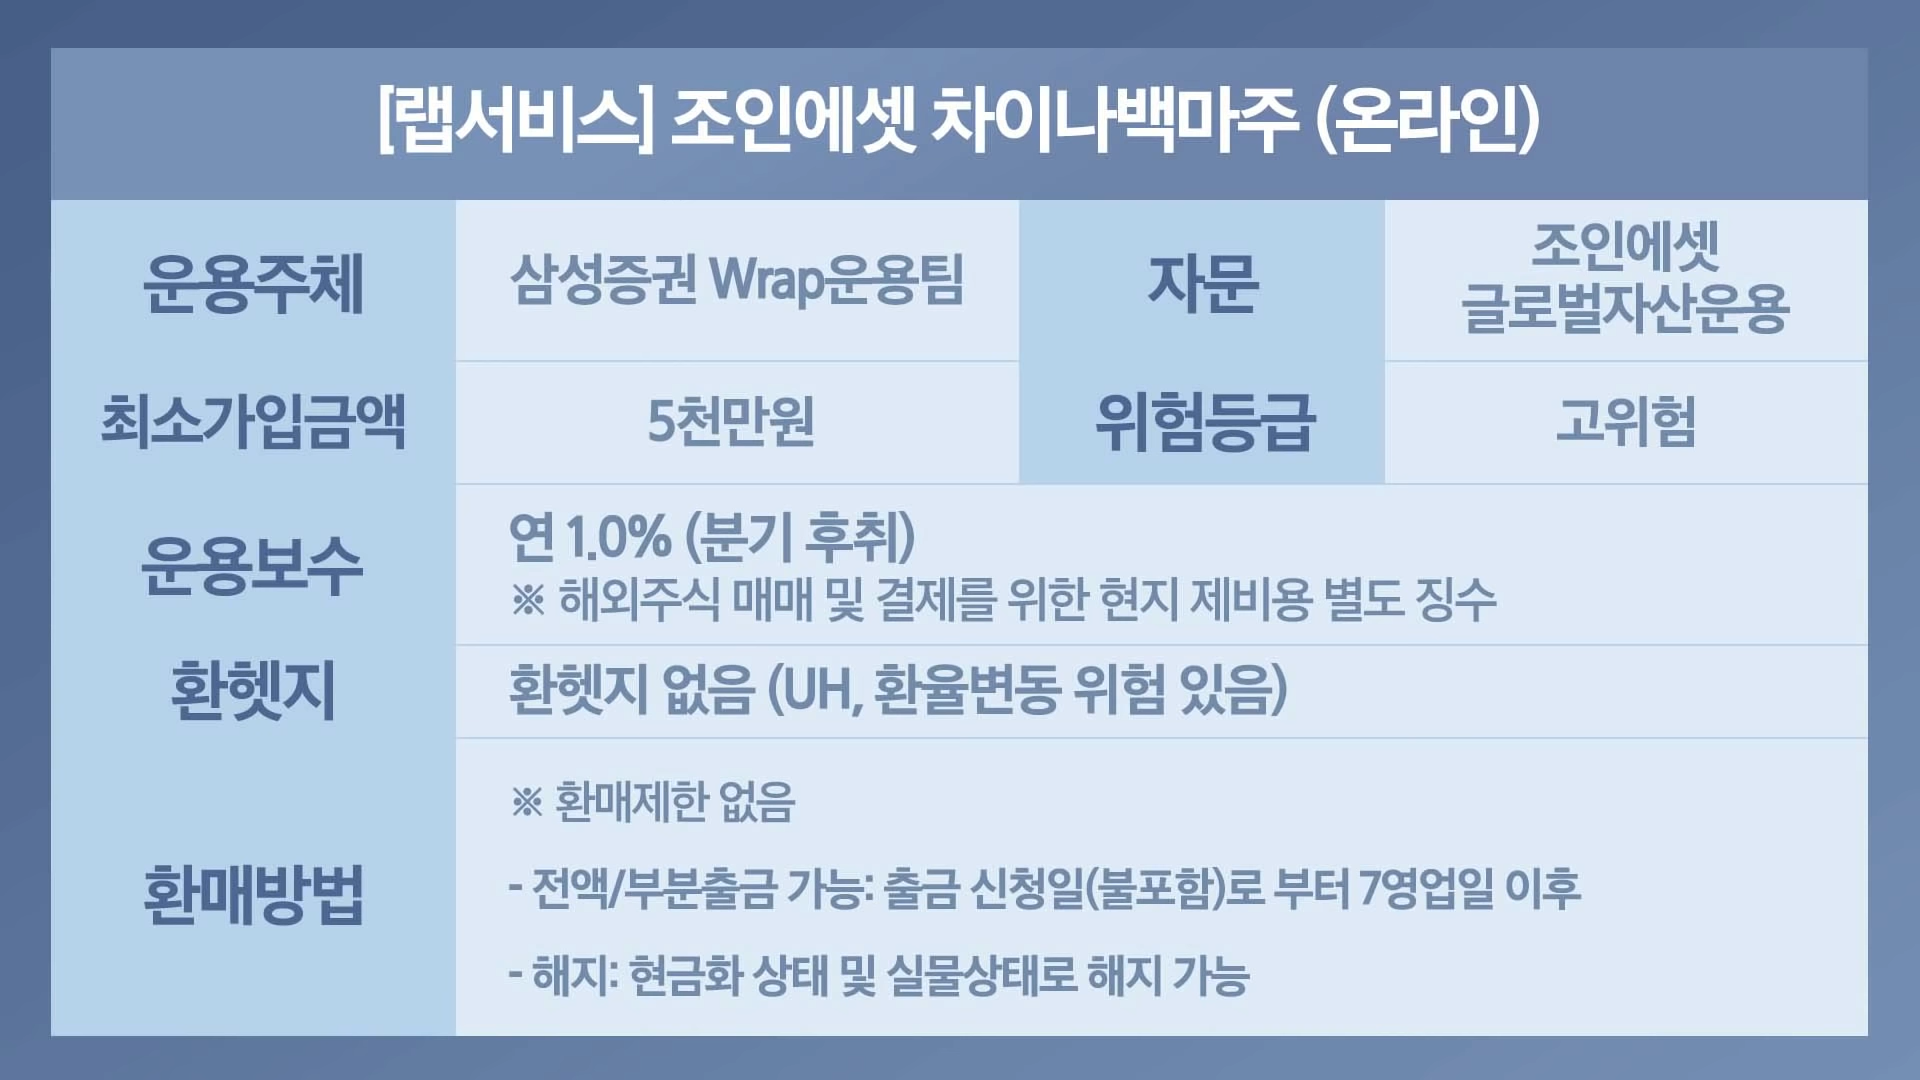 [랩서비스] 조인에셋 차이나백마주 (온라인)
운용주체
삼성증권 Wrap운용팀
자문
조인에셋
글로벌자산운용
최소가입금액
5천만원
위험등급
고위험
운용보수
연 1.0% (분기 후취)
※ 해외주식 매매 및 결제를 위한 현지 제비용 별도 징수
환헷지
환헷지 없음 (UH, 환율변동 위험 있음)
환매방법
※ 환매제한 없음
- 전액/부분출금 가능: 출금 신청일(불포함)로 부터 7영업일 이후
- 해지: 현금화 상태 및 실물상태로 해지 가능